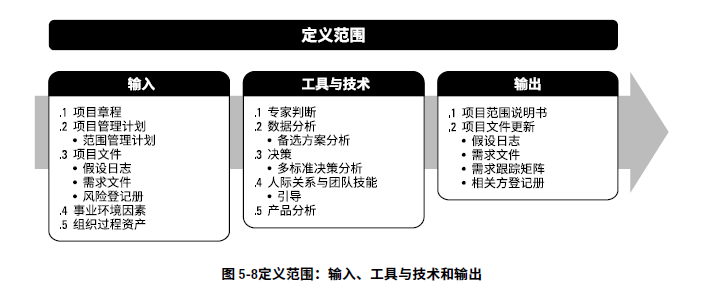 定义范围
输入
.1 项目章程
.2 项目管理计划
• 范围管理计划
.3 项目文件
• 假设日志
• 需求文件
• 风险登记册
.4 事业环境因素
.5 组织过程资产
工具与技术
.1 专家判断
.2 数据分析
• 备选方案分析
.3 决策
• 多标准决策分析
.4 人际关系与团队技能
• 引导
.5 产品分析
输出
.1 项目范围说明书
.2 项目文件更新
• 假设日志
• 需求文件
• 需求跟踪矩阵
• 相关方登记册
图 5-8定义范围：输入、工具与技术和输出